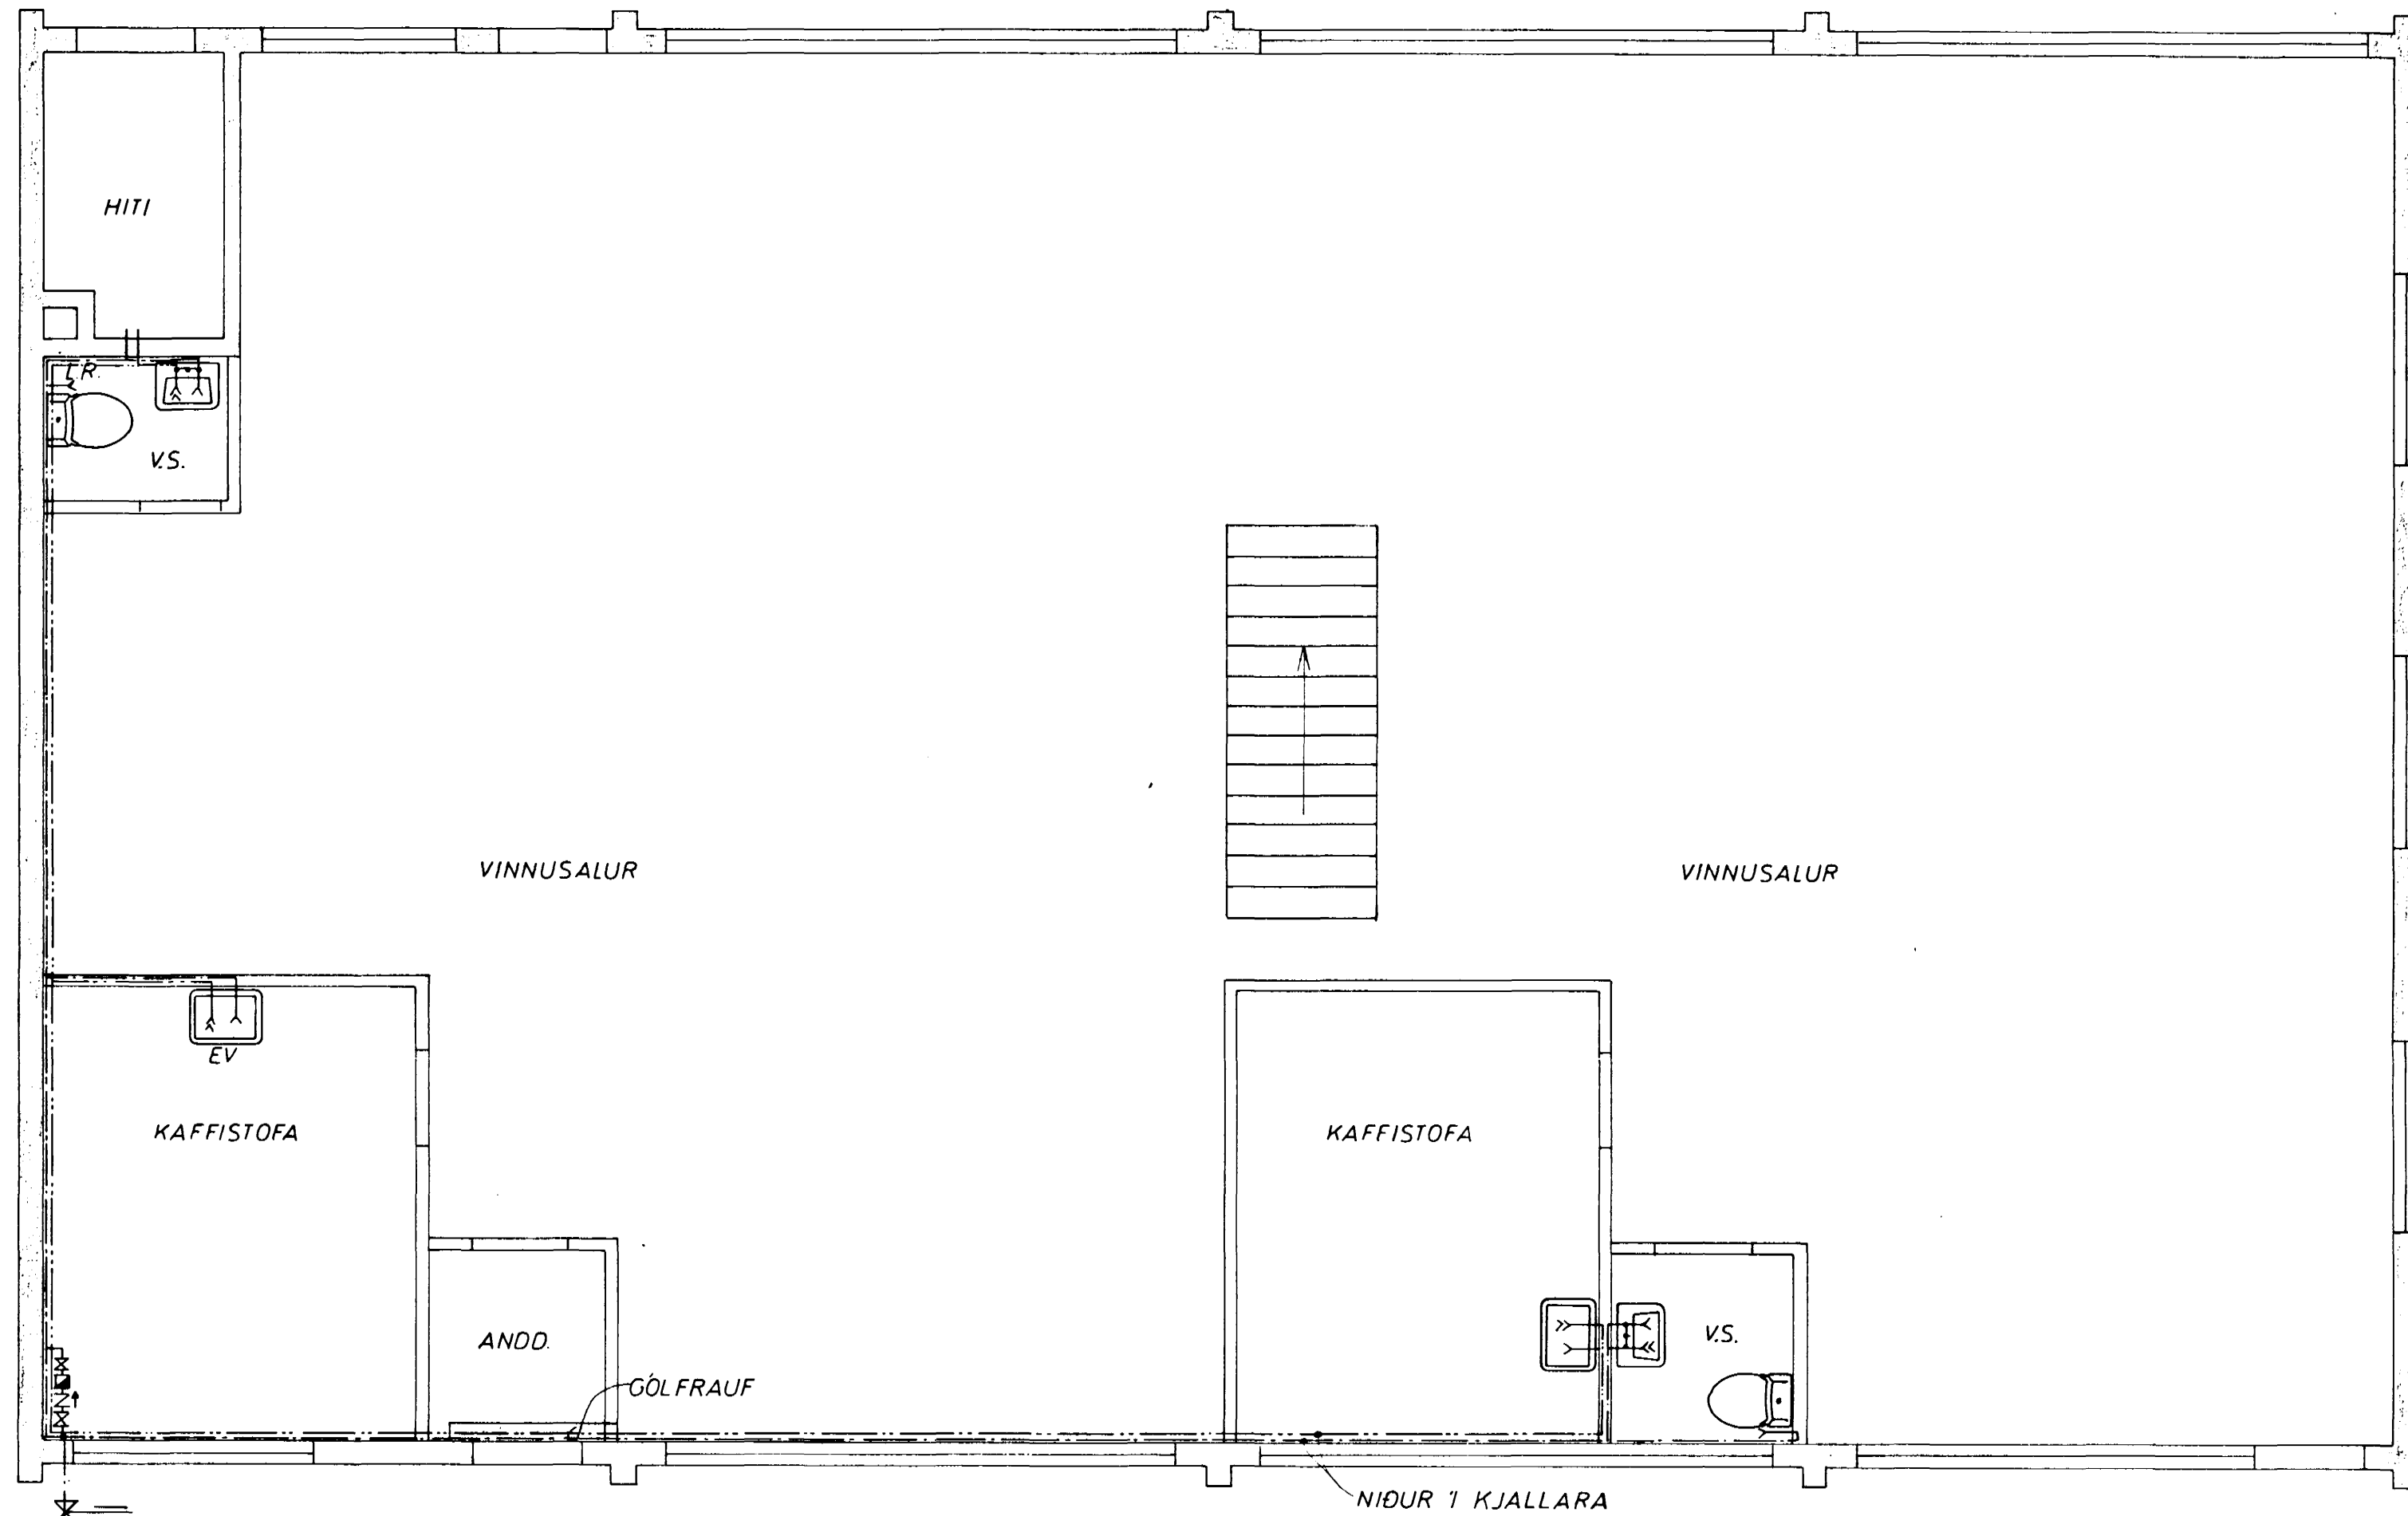 HITI
L R.
V.S.
VINNUSALUR
VINNUSALUR
EV
KAFFISTOFA
KAFFISTOFA
ANDD.
V.S.
GÓLFRAUF
NIÐUR Í KJALLARA